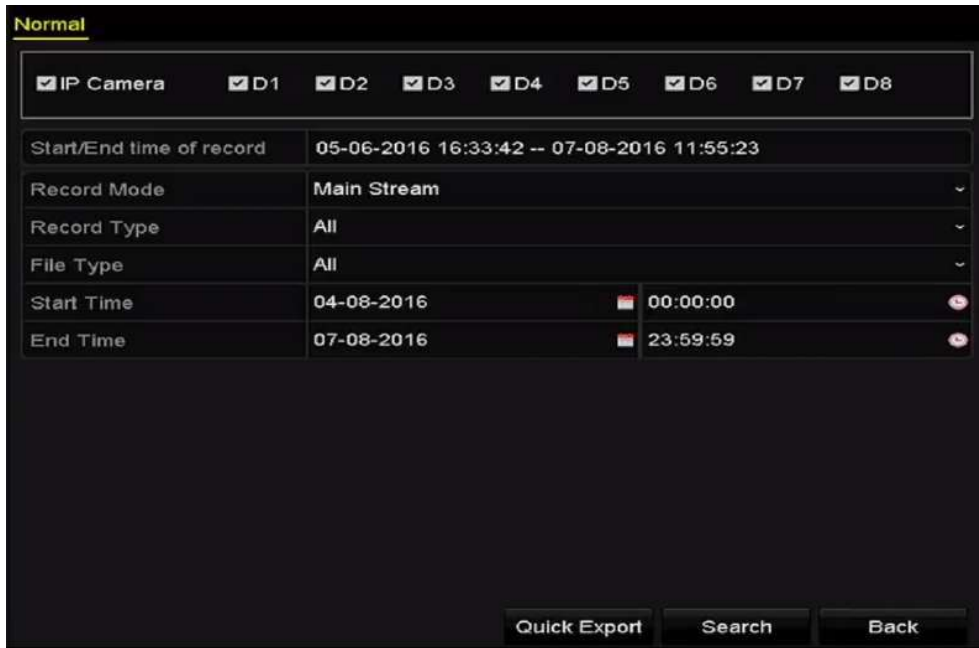 Normal
IP Camera D1 D2 D3 D4 D5 D6 D7 D8
Start/End time of record 05-06-2016 16:33:42 -- 07-08-2016 11:55:23
Record Mode Main Stream
Record Type All
File Type All
Start Time 04-08-2016 00:00:00
End Time 07-08-2016 23:59:59
Quick Export Search Back